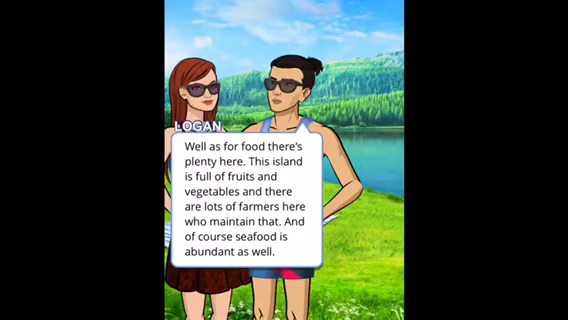 LOGAN
Well as for food there's
plenty here. This island
is full of fruits and
vegetables and there
are lots of farmers here
who maintain that. And
of course seafood is
abundant as well.